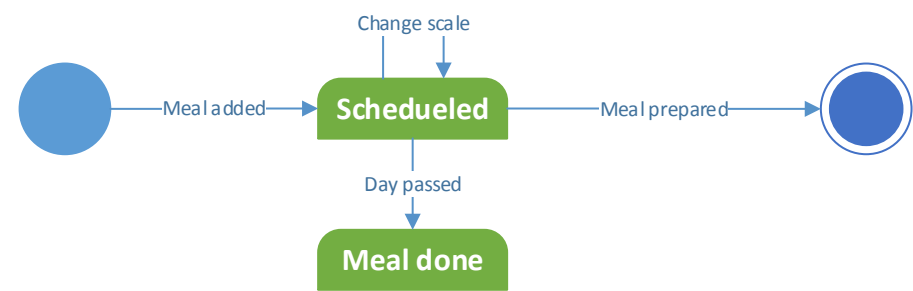 Change scale
Meal added
Schedueled
Meal prepared
Day passed
Meal done